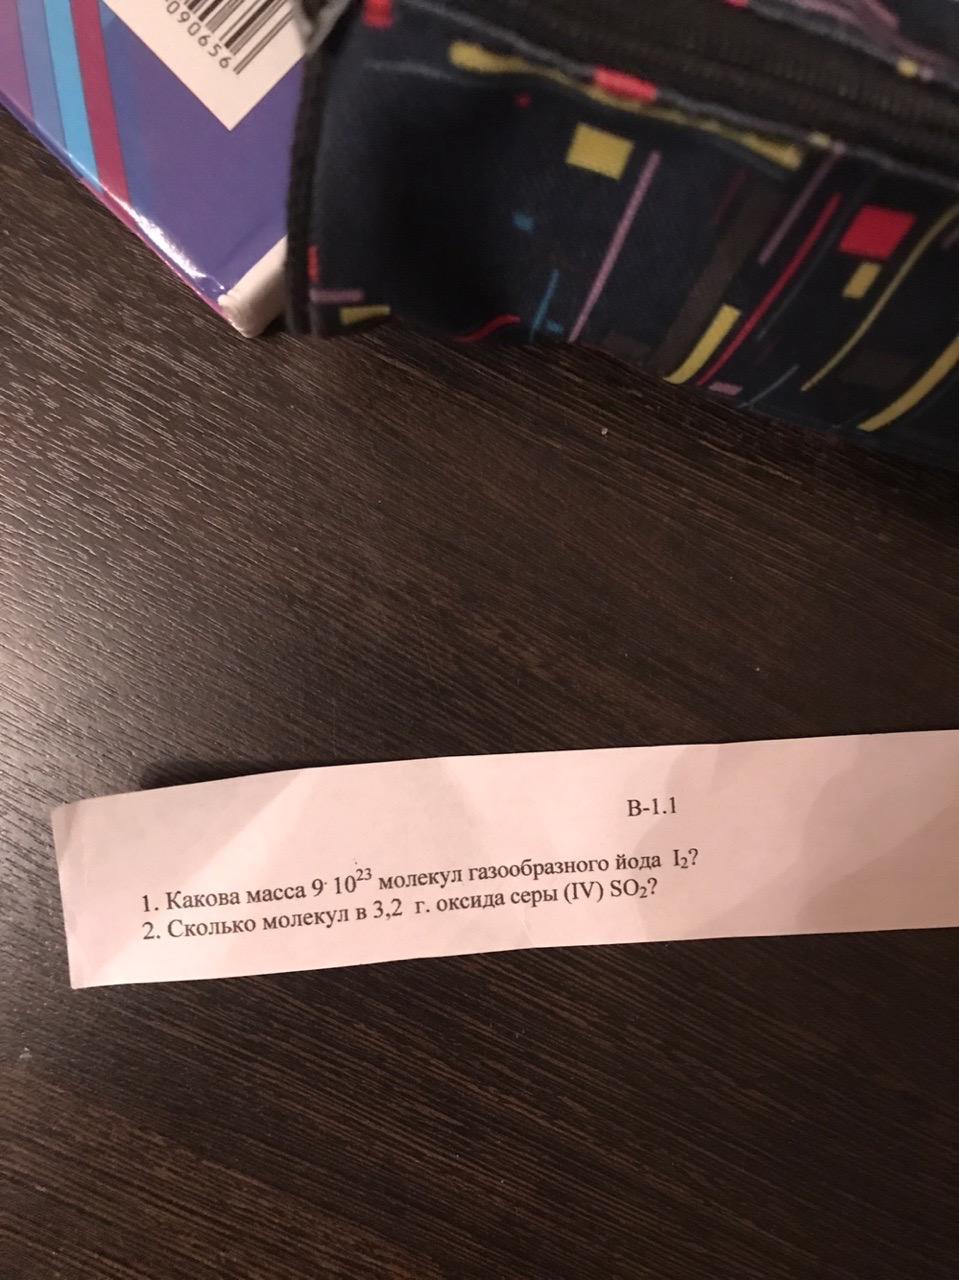 090656
В-1.1
1. Какова масса 9· 10²³ молекул газообразного йода I₂?
2. Сколько молекул в 3,2 г. оксида серы (IV) SO₂?